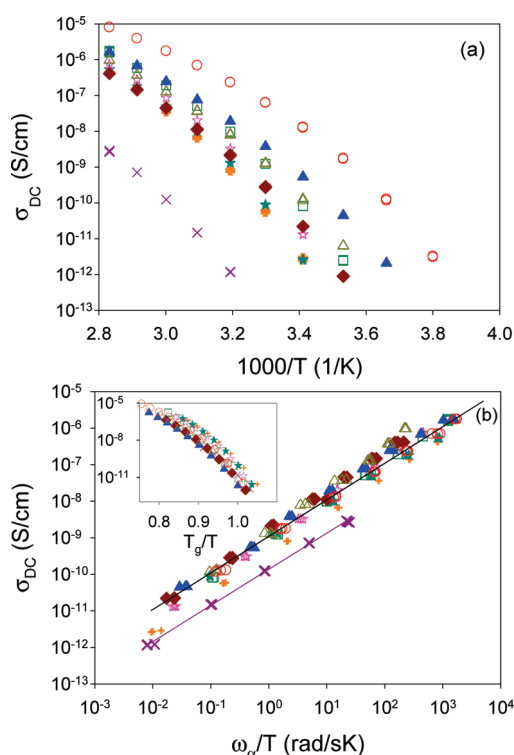 10⁻⁵
(a)
10⁻⁶
10⁻⁷
10⁻⁸
10⁻⁹
10⁻¹⁰
10⁻¹¹
10⁻¹²
10⁻¹³
σDC (S/cm)
2.8 3.0 3.2 3.4 3.6 3.8 4.0
1000/T (1/K)
10⁻⁵
(b)
10⁻⁶
10⁻⁷
10⁻⁸
10⁻⁹
10⁻¹⁰
10⁻¹¹
10⁻¹²
10⁻¹³
σDC (S/cm)
10⁻⁵
10⁻⁸
10⁻¹¹
0.8 0.9 1.0
Tg/T
10⁻³ 10⁻² 10⁻¹ 10⁰ 10¹ 10² 10³ 10⁴
ωα/T (rad/sK)